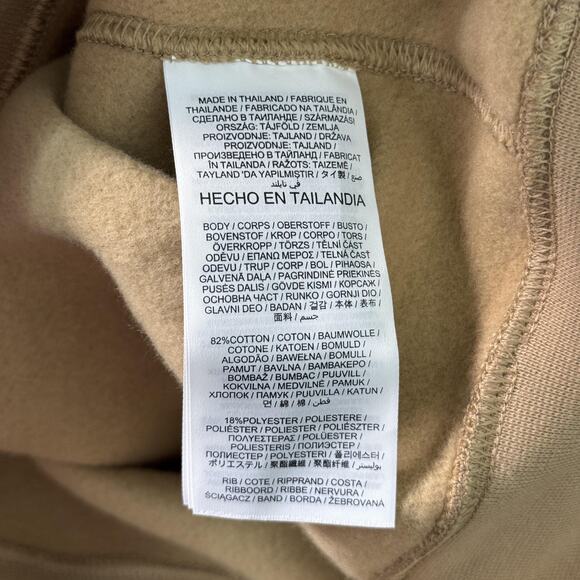 MADE IN THAILAND / FABRIQUE EN
THAILANDE / FABRICADO NA TAILÂNDIA /
СДЕЛАНО В ТАИЛАНДЕ / SZÁRMAZÁSI
ORSZÁG: TÁJFÖLD / ZEMLJA
PROIZVODNJE: TAJLAND / DRŽAVA
PROIZVODNJE: TAJLAND /
ПРОИЗВЕДЕНО В ТАЙЛАНД / FABRICAT
ÎN TAILANDA / RAŽOTS: TAIZEMĒ /
TAYLAND 'DA YAPILMIŞTIR / タイ製 / صنع
في تايلند
HECHO EN TAILANDIA
BODY / CORPS / OBERSTOFF / BUSTO /
BOVENSTOF / KROP / CORPO / TORS /
ÖVERKROPP / TÖRZS / TĚLNÍ ČÁST
ODĚVU / ΕΠΑΝΩ ΜΕΡΟΣ / TELNÁ ČASŤ
ODEVU / TRUP / CORP / BOL / PIHAOSA /
GALVENĀ DAĻA / PAGRINDINĖ PRIEKINĖS
PUSĖS DALIS / GÖVDE KISMI / КОРСАЖ /
ОСНОВНА ЧАСТ / RUNKO / GORNJI DIO /
GLAVNI DEO / BADAN / 겉감 / 本体 / 表布 /
面料 / جسم
82%COTTON / COTON / BAUMWOLLE /
COTONE / KATOEN / BOMULD /
ALGODÃO / BAWEŁNA / BOMULL /
PAMUT / BAVLNA / ΒΑΜΒΑΚΕΡΟ /
BOMBAŽ / BUMBAC / PUUVILL /
KOKVILNA / MEDVILNĖ / PAMUK /
ХЛОПОК / ПАМУК / PUUVILLA / KATUN /
면 / 綿 / 棉 / قطن
18%POLYESTER / POLIESTERE /
POLIÉSTER / POLIESTER / POLIÉSZTER /
ΠΟΛΥΕΣΤΕΡΑΣ / POLIJESTER /
POLIESTERIS / ПОЛИЭСТЕР /
ПОЛИЕСТЕР / POLYESTERI / 폴리에스터 /
ポリエステル / 聚酯纖維 / 聚酯纤维 / بوليستر
RIB / COTE / RIPPRAND / COSTA /
RIBBOORD / RIBBE / NERVURA /
ŚCIĄGACZ / BAND / BORDA / ŽEBROVANÁ